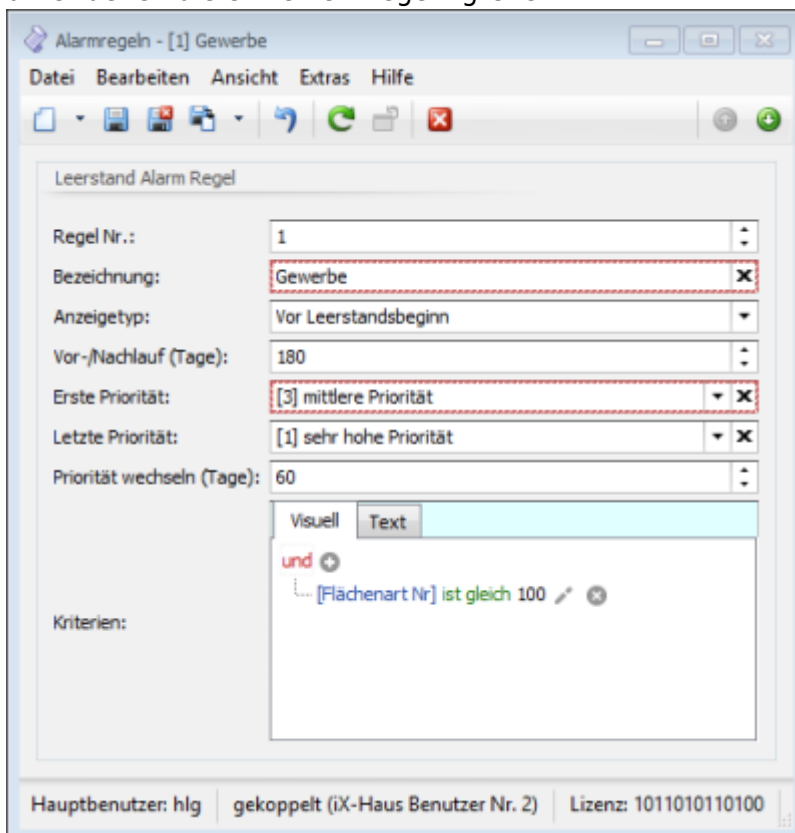 Alarmregeln - [1] Gewerbe
Datei Bearbeiten Ansicht Extras Hilfe
Leerstand Alarm Regel
Regel Nr.: 1
Bezeichnung: Gewerbe
Anzeigetyp: Vor Leerstandsbeginn
Vor-/Nachlauf (Tage): 180
Erste Priorität: [3] mittlere Priorität
Letzte Priorität: [1] sehr hohe Priorität
Priorität wechseln (Tage): 60
Visuell Text
und
[Flächenart Nr] ist gleich 100
Kriterien:
Hauptbenutzer: hlg gekoppelt (iX-Haus Benutzer Nr. 2) Lizenz: 1011010110100